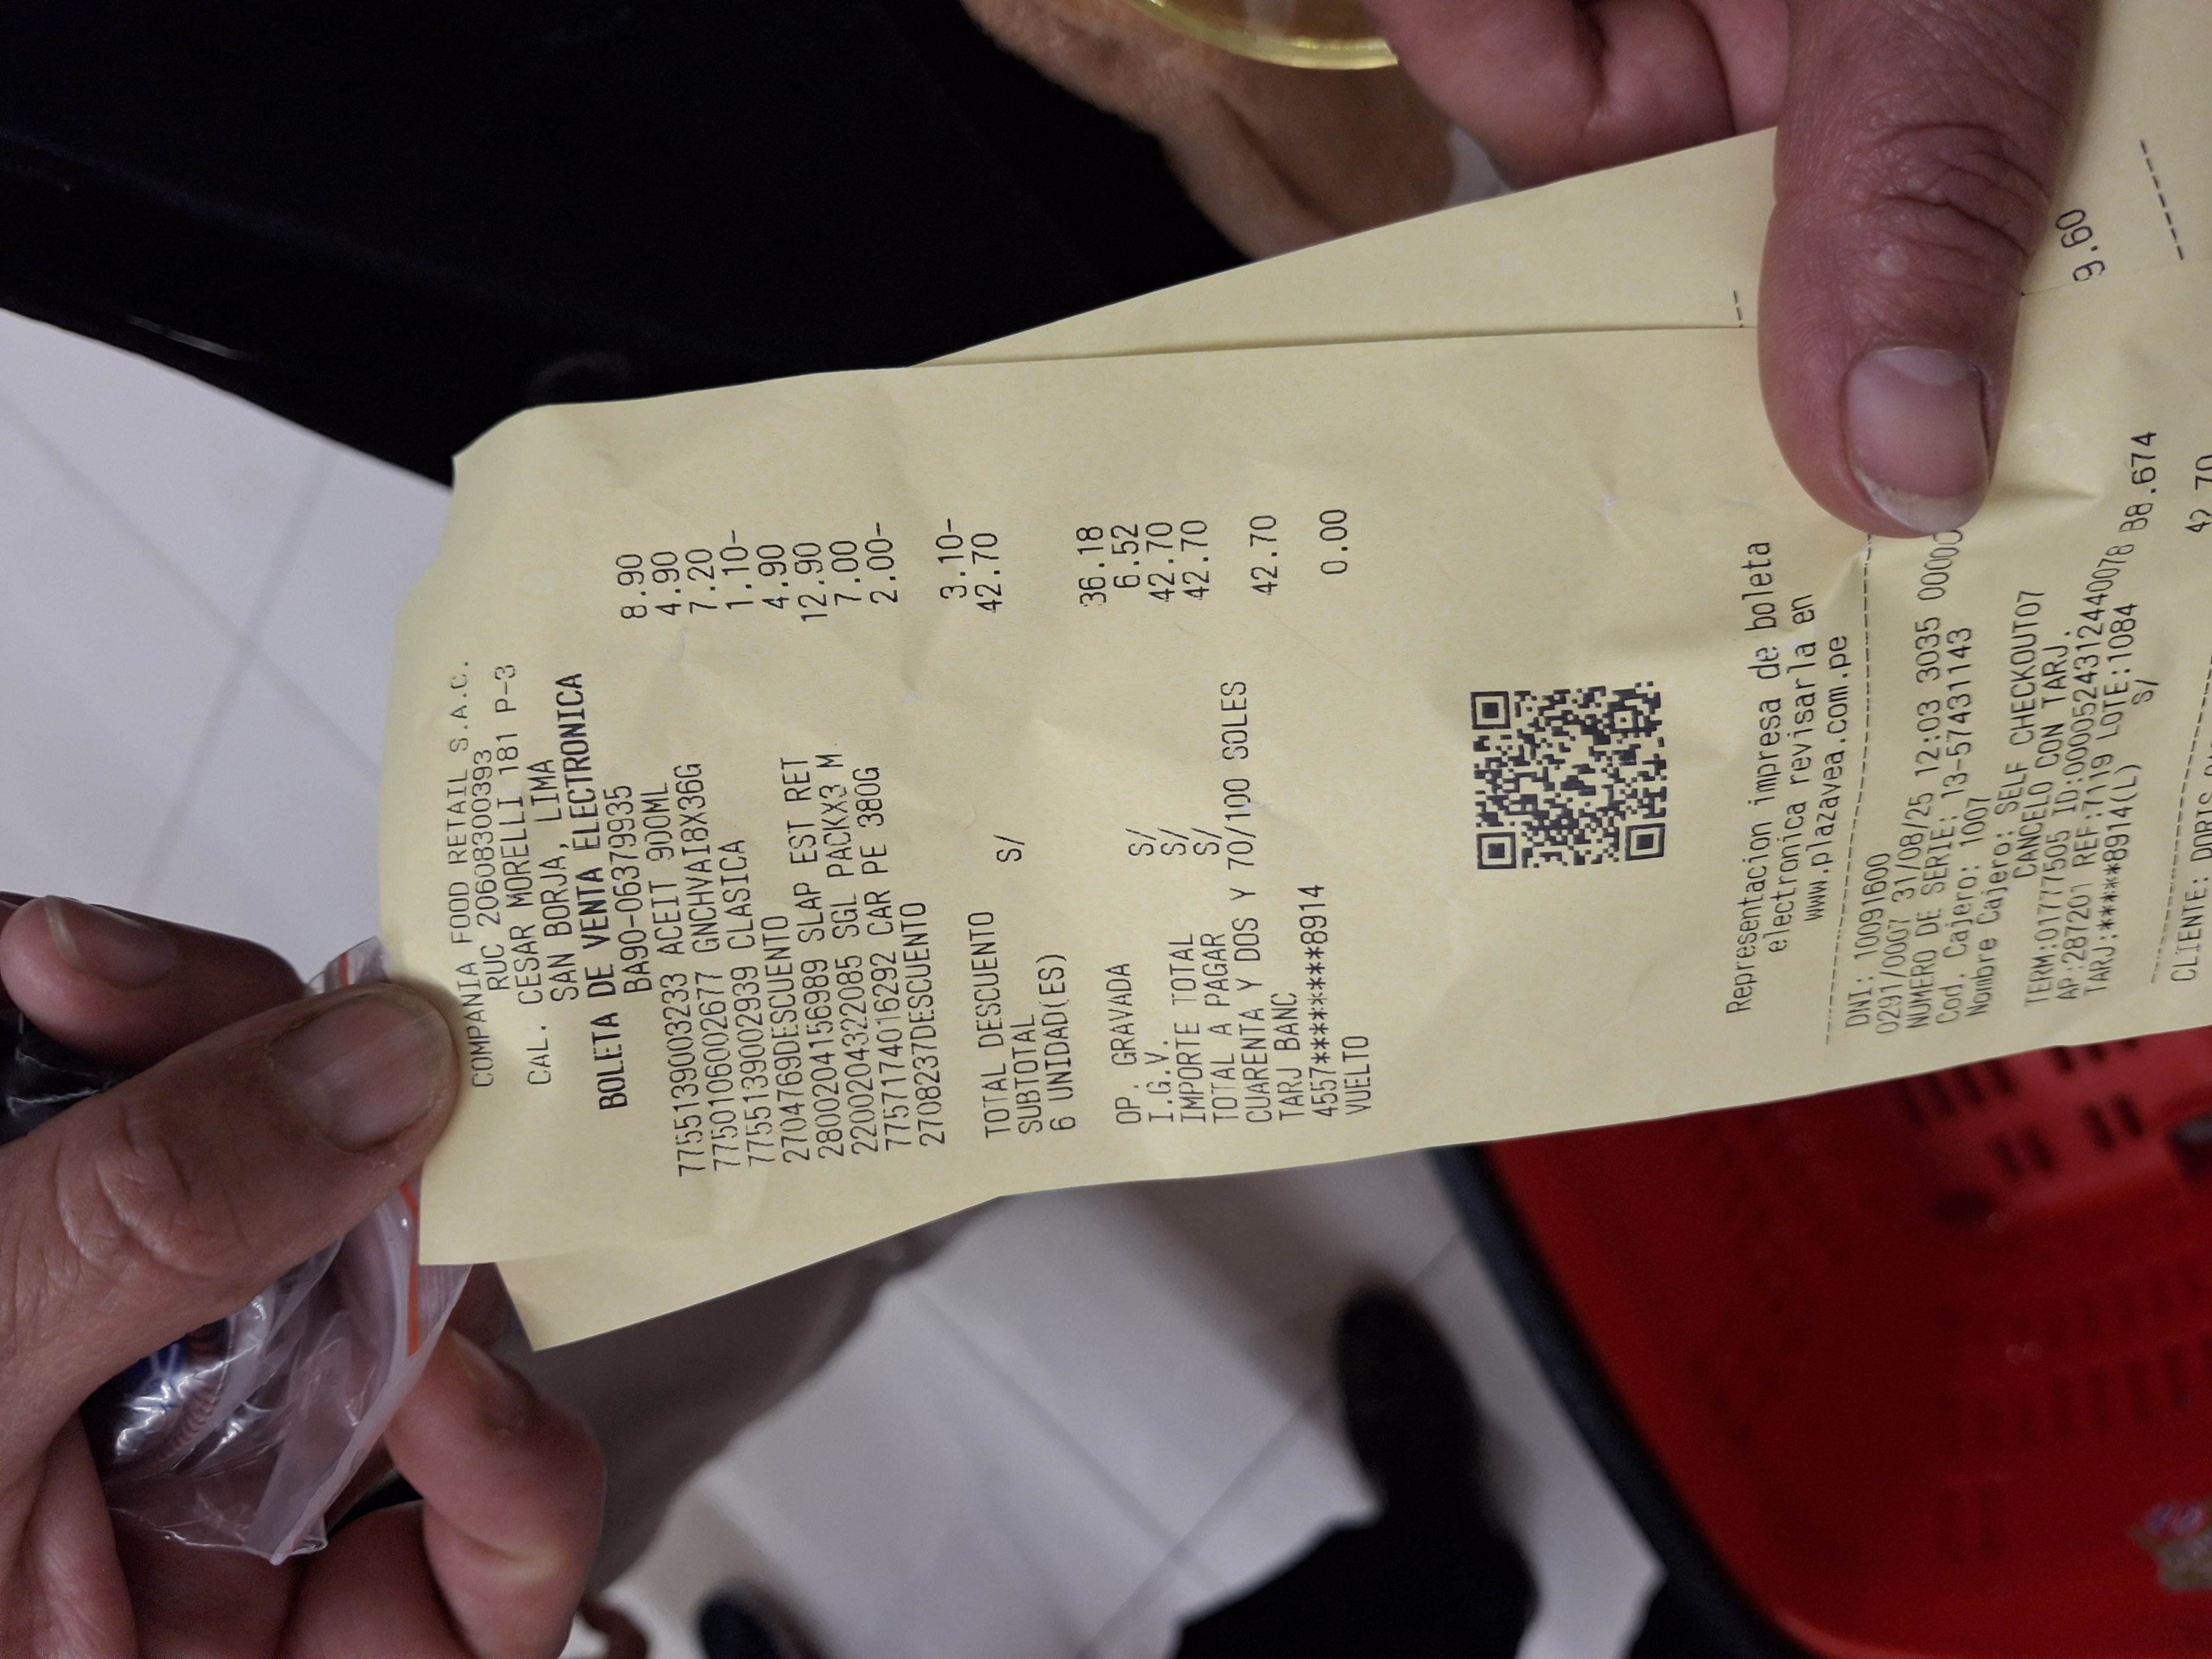 COMPANIA FOOD RETAIL S.A.C.
RUC 20608300393
CAL. CESAR MORELLI 181 P-3
SAN BORJA, LIMA
BOLETA DE VENTA ELECTRONICA
BA90-06379935
7755139003233 ACEIT 900ML 8.90
7750106002677 GNCHVAI8X36G 4.90
7755139002939 CLASICA 7.20
2704769DESCUENTO 1.10-
2800204156989 SLAP EST RET 4.90
2200204322085 SGL PACKX3 M 12.90
7757174016292 CAR PE 380G 7.00
2708237DESCUENTO 2.00-
TOTAL DESCUENTO 3.10-
SUBTOTAL S/ 42.70
6 UNIDAD(ES)
OP. GRAVADA 36.18
I.G.V. S/ 6.52
IMPORTE TOTAL S/ 42.70
TOTAL A PAGAR S/ 42.70
CUARENTA Y DOS Y 70/100 SOLES
TARJ BANC 42.70
4557********8914
VUELTO 0.00
Representacion impresa de boleta
electronica revisarla en
www.plazavea.com.pe
DNI: 10091600
0291/0007 31/08/25 12:03 3035 00000
NUMERO DE SERIE: 13-57431143
Cod. Cajero: 1007
Nombre Cajero: SELF CHECKOUT07
CANCELO CON TARJ.
TERM:01777505 ID:0000524312440078
AP:287201 REF:7119 LOTE:1084 88.674
TARJ:*****8914(L) S/ 42.70
CLIENTE: DORIS
9.60